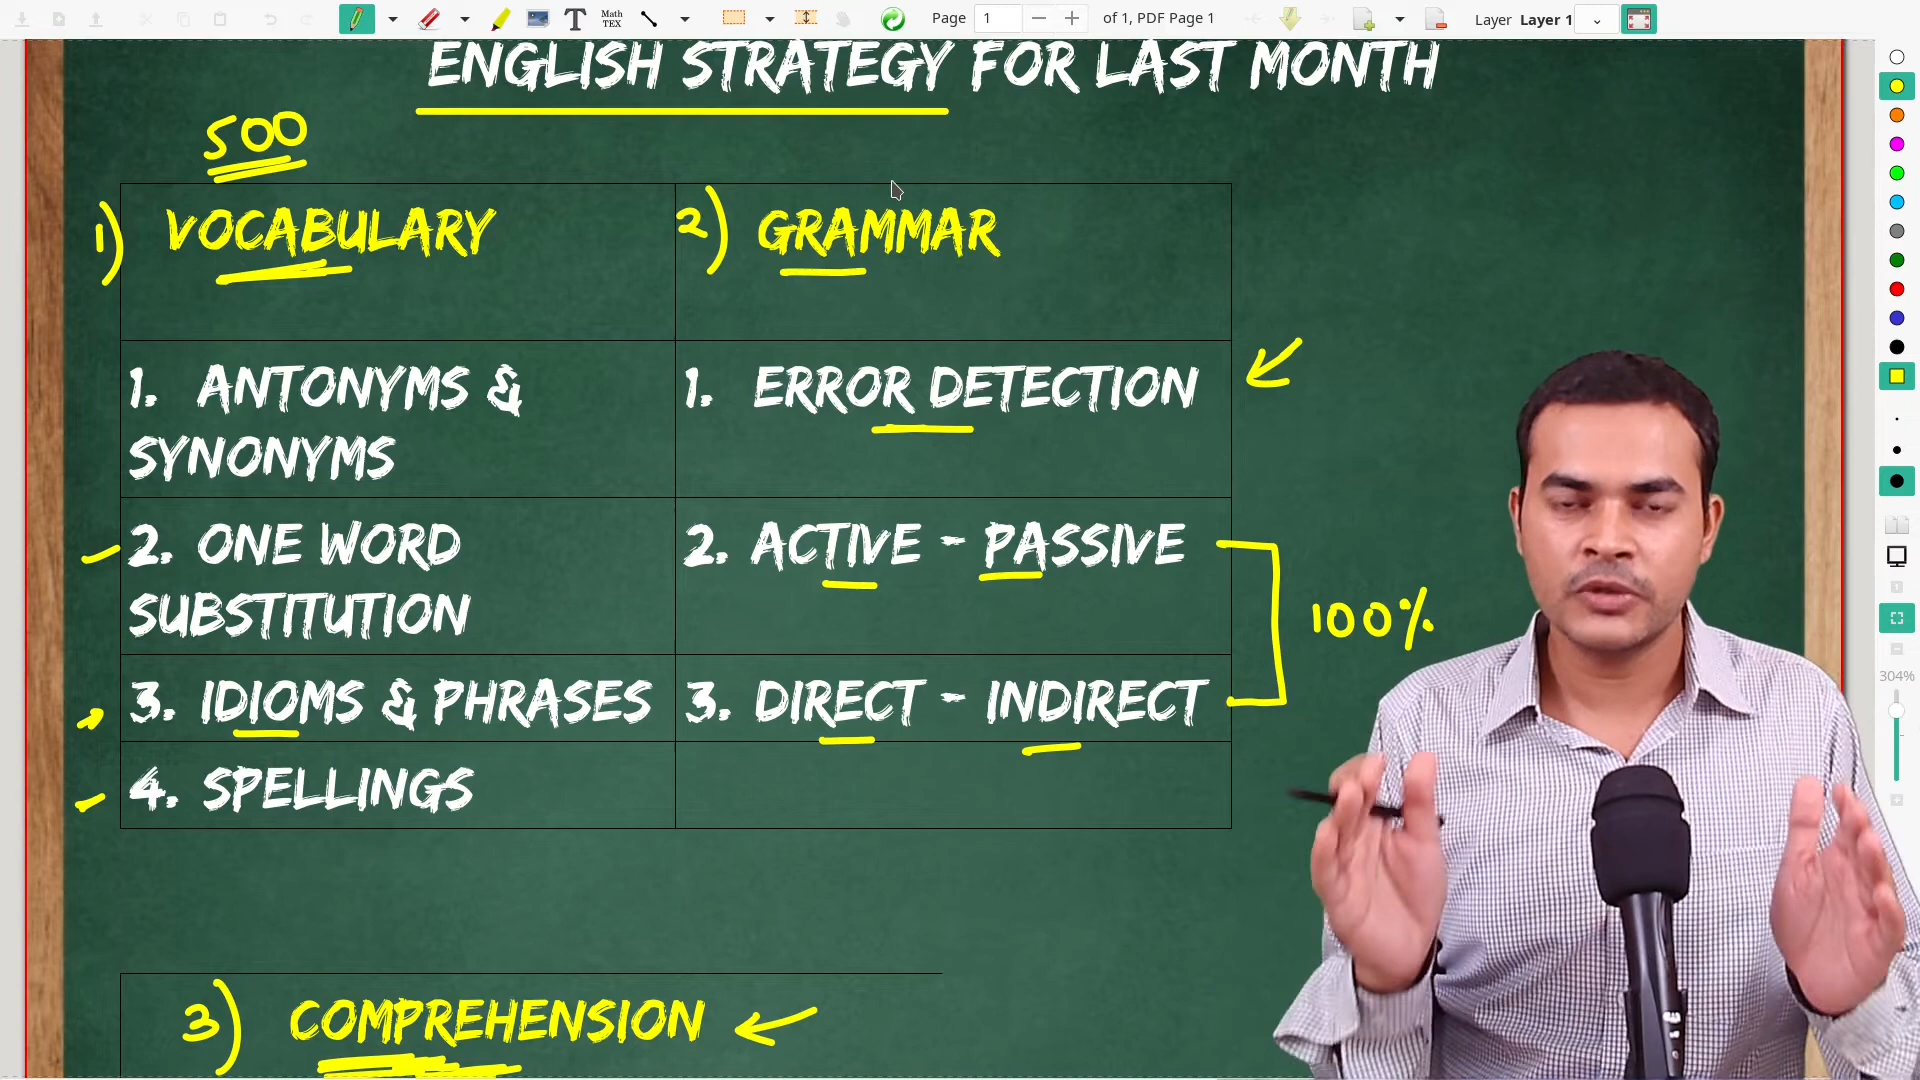 Math
TEX
Page 1 of 1, PDF Page 1
Layer Layer 1
ENGLISH STRATEGY FOR LAST MONTH
500
1) VOCABULARY
2) GRAMMAR
1. ANTONYMS &
SYNONYMS
1. ERROR DETECTION
2. ONE WORD
SUBSTITUTION
2. ACTIVE - PASSIVE
3. IDIOMS & PHRASES
3. DIRECT - INDIRECT
100%
4. SPELLINGS
3) COMPREHENSION
304%